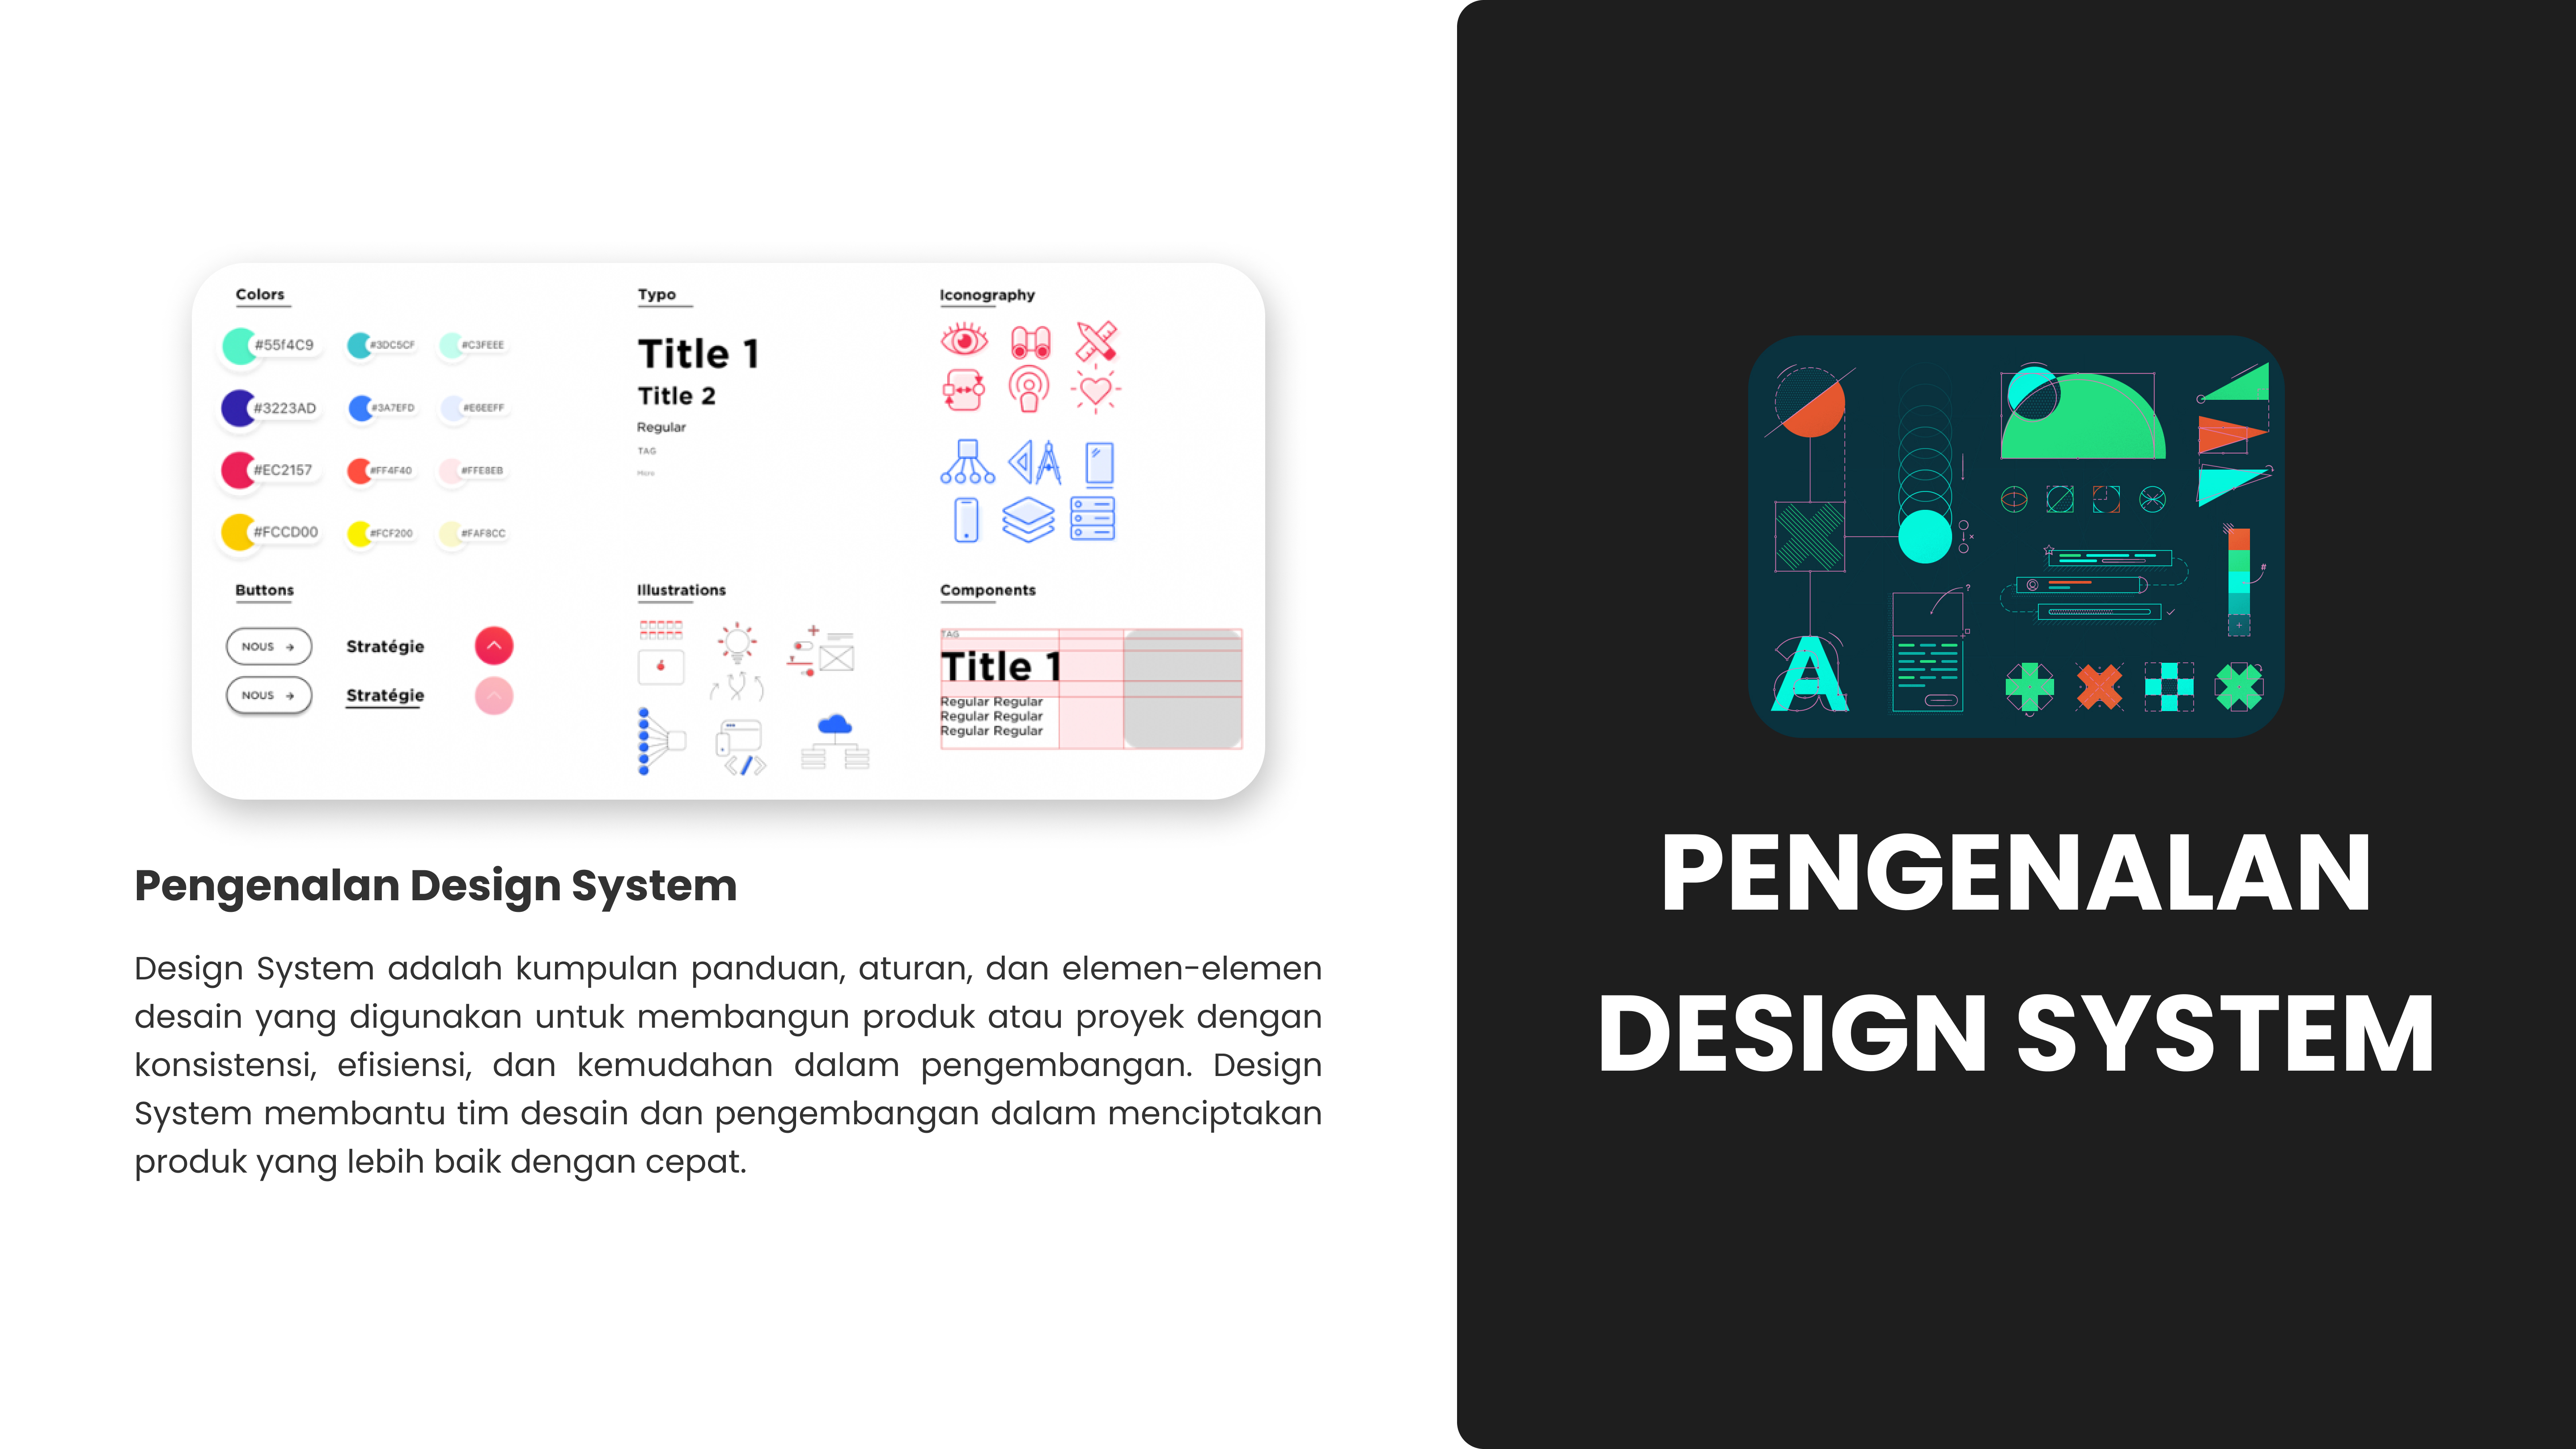 Colors
#55f4C9
#3DC5CF
#C3FEEE
#3223AD
#3A7EFD
#E6EEFF
#EC2157
#FF4F40
#FFE8EB
#FCCD00
#FCF200
#FAF8CC
Typo
Title 1
Title 2
Regular
TAG
Micro
Iconography
Buttons
NOUS → Stratégie
NOUS → Stratégie
Illustrations
Components
TAG
Title 1
Regular Regular
Regular Regular
Regular Regular
Pengenalan Design System
Design System adalah kumpulan panduan, aturan, dan elemen-elemen
desain yang digunakan untuk membangun produk atau proyek dengan
konsistensi, efisiensi, dan kemudahan dalam pengembangan. Design
System membantu tim desain dan pengembangan dalam menciptakan
produk yang lebih baik dengan cepat.
A
PENGENALAN
DESIGN SYSTEM